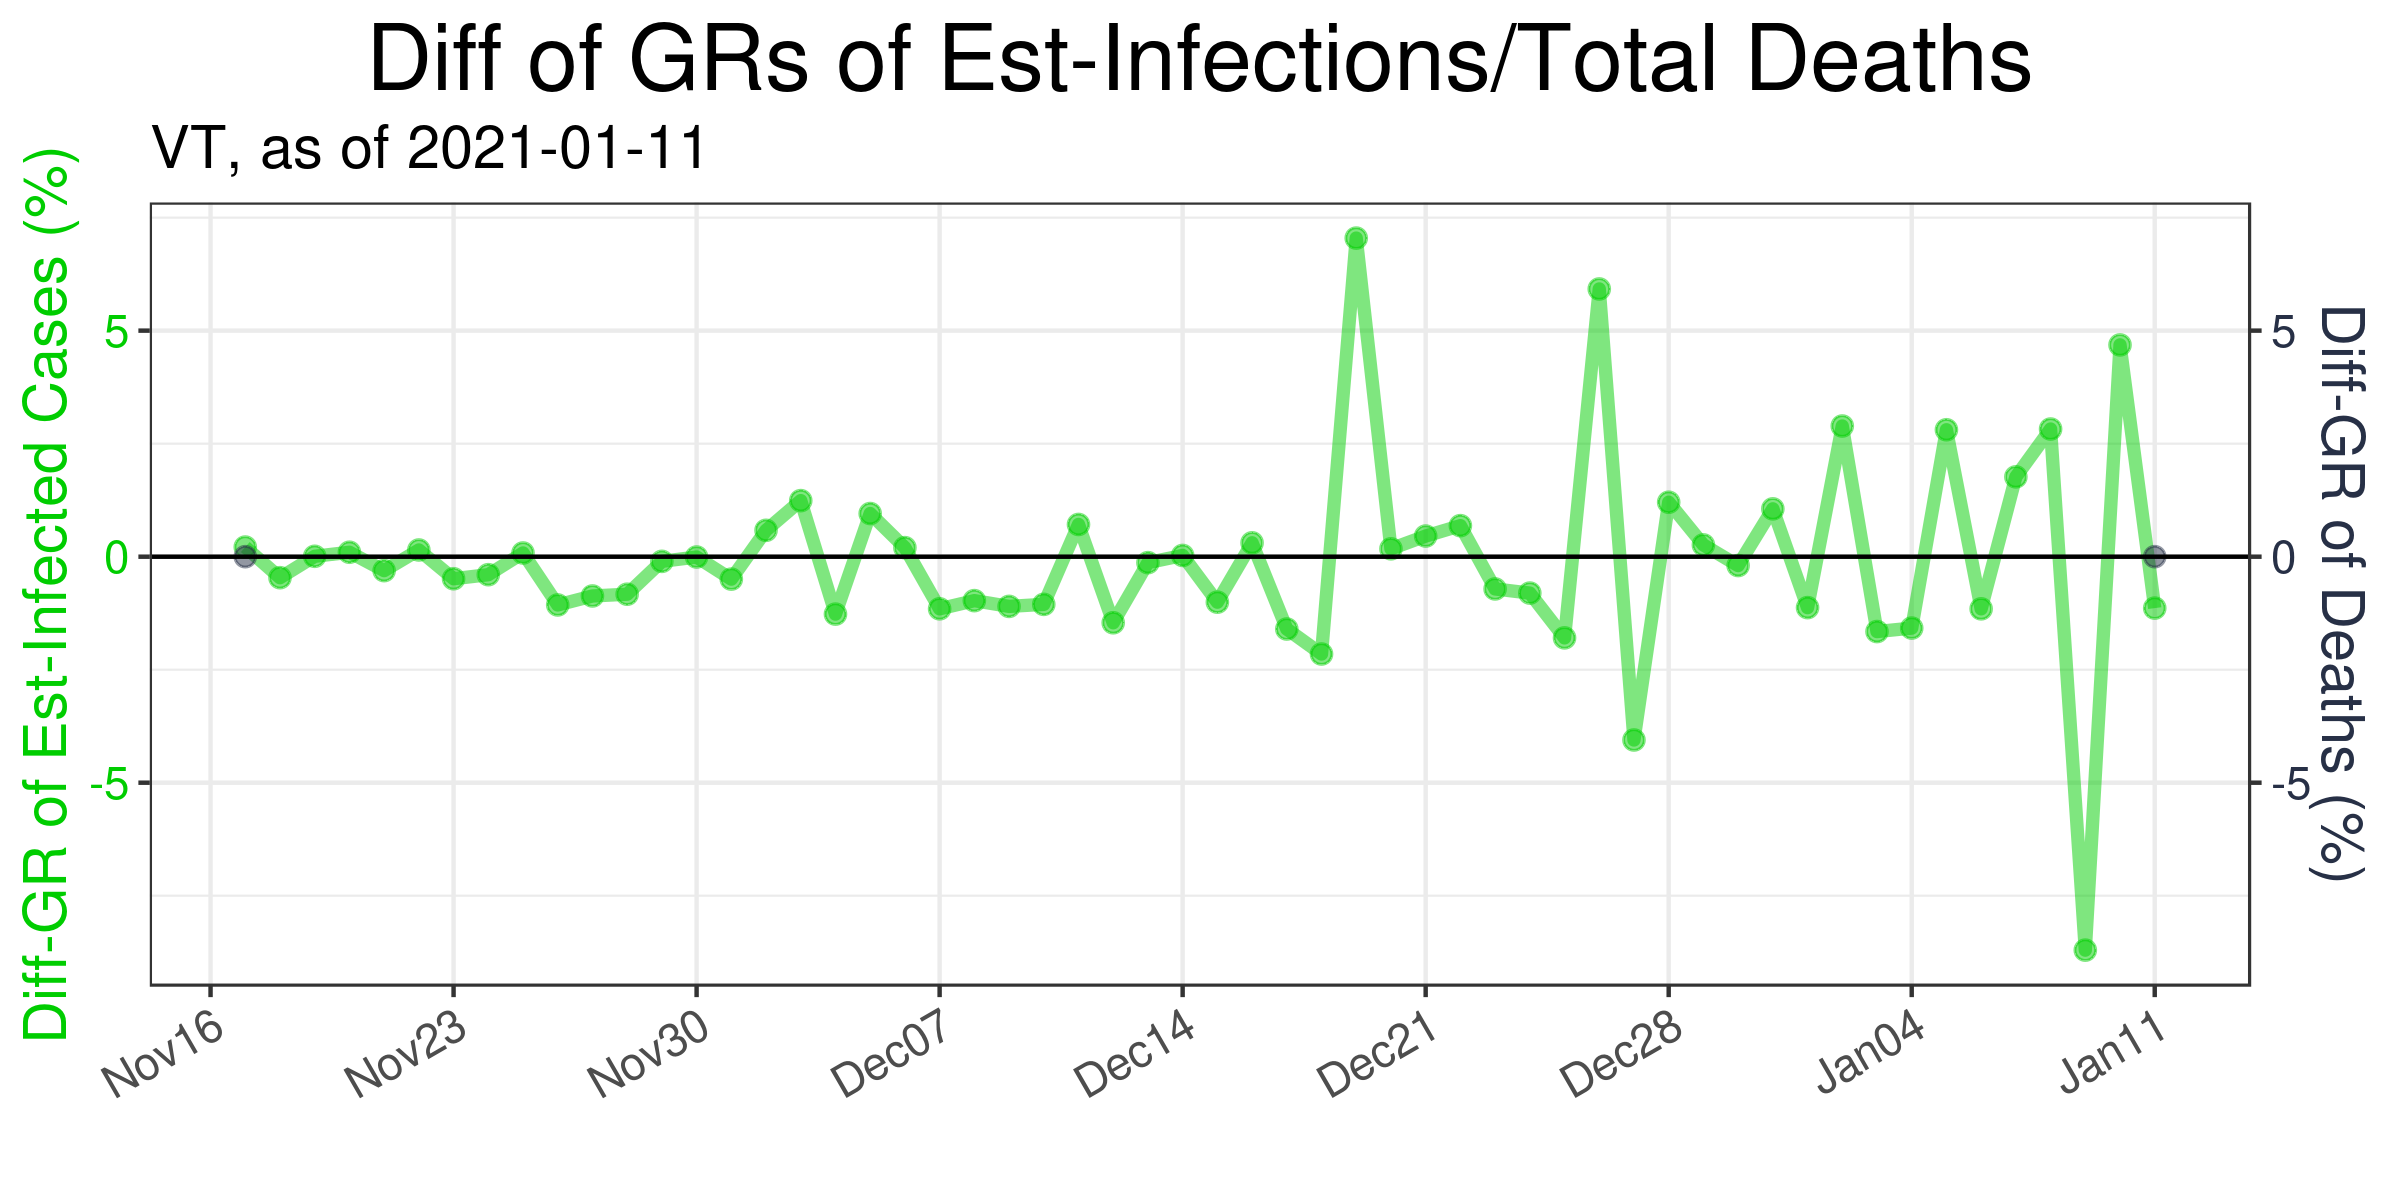 Diff of GRs of Est-Infections/Total Deaths
VT, as of 2021-01-11
Diff-GR of Est-Infected Cases (%)
5
0
-5
5
0
-5
Diff-GR of Deaths (%)
Nov16
Nov23
Nov30
Dec07
Dec14
Dec21
Dec28
Jan04
Jan11